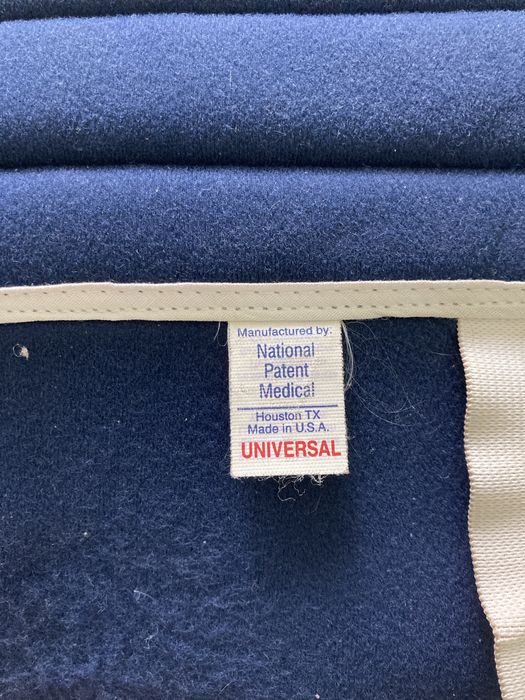 Manufactured by:
National
Patent
Medical
Houston TX
Made in U.S.A.
UNIVERSAL